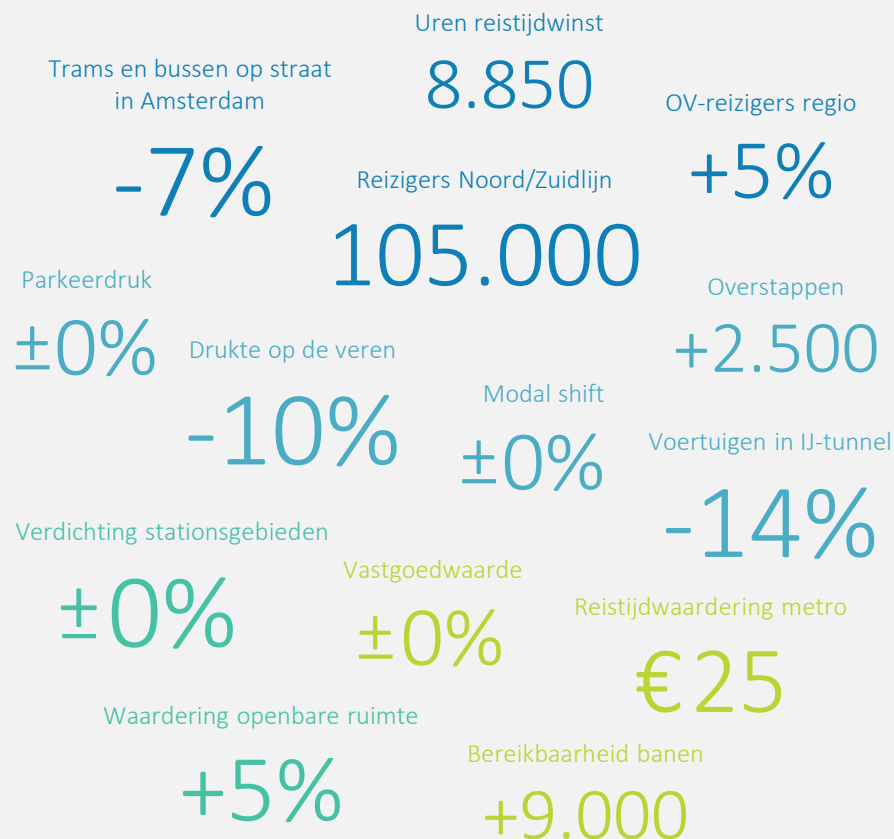 Uren reistijdwinst
8.850
Trams en bussen op straat
in Amsterdam
-7%
OV-reizigers regio
+5%
Reizigers Noord/Zuidlijn
105.000
Parkeerdruk
±0%
Overstappen
+2.500
Drukte op de veren
-10%
Modal shift
±0%
Voertuigen in IJ-tunnel
-14%
Verdichting stationsgebieden
±0%
Vastgoedwaarde
±0%
Reistijdwaardering metro
€25
Waardering openbare ruimte
+5%
Bereikbaarheid banen
+9.000